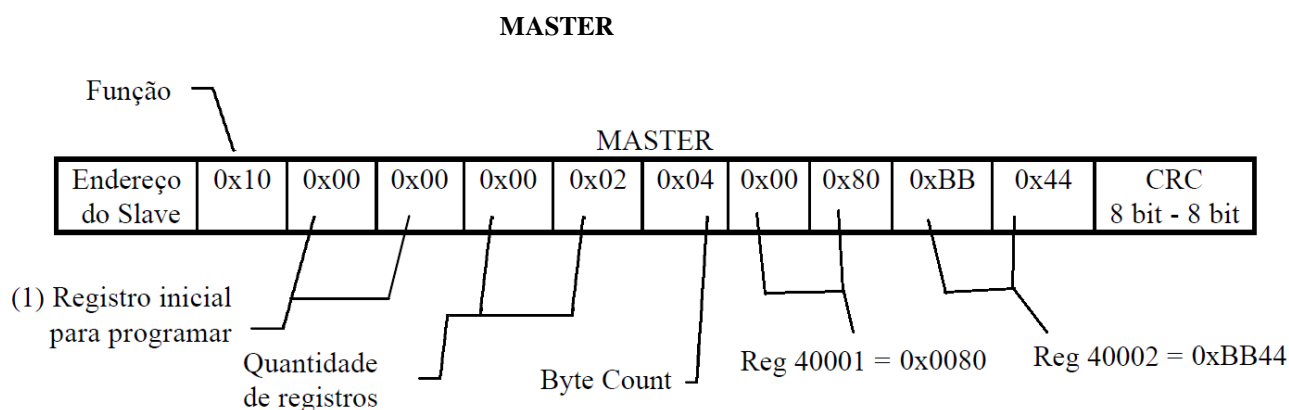 MASTER
Função
MASTER
Endereço 0x10 0x00 0x00 0x00 0x02 0x04 0x00 0x80 0xBB 0x44 CRC
do Slave 8 bit - 8 bit
(1) Registro inicial
para programar
Quantidade
de registros
Byte Count
Reg 40001 = 0x0080
Reg 40002 = 0xBB44